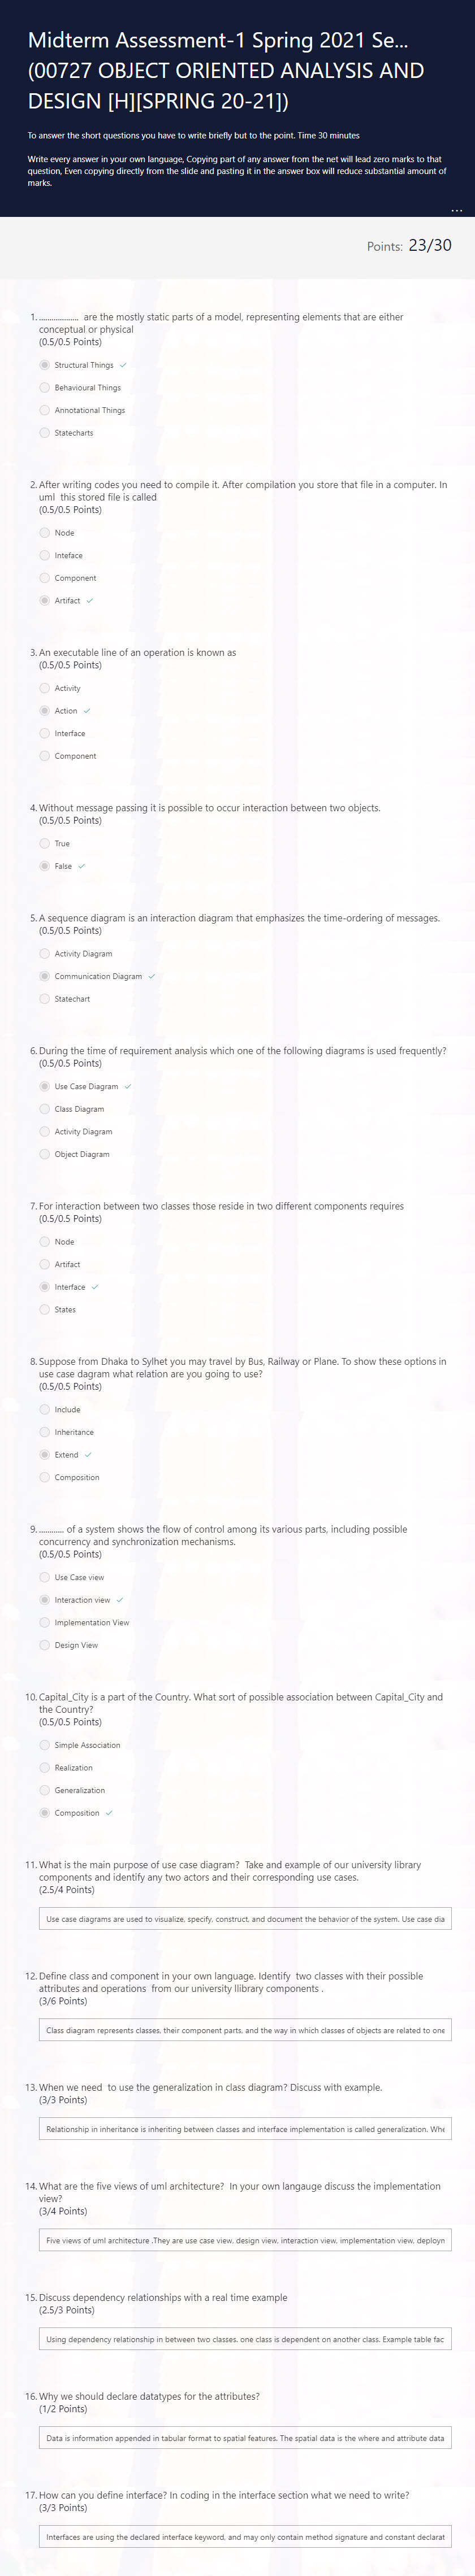 Midterm Assessment-1 Spring 2021 Se...
(00727 OBJECT ORIENTED ANALYSIS AND
DESIGN [H][SPRING 20-21])
To answer the short questions you have to write briefly but to the point. Time 30 minutes
Write every answer in your own language, Copying part of any answer from the net will lead zero marks to that
question, Even copying directly from the slide and pasting it in the answer box will reduce substantial amount of
marks.
...
Points: 23/30
1. ................... are the mostly static parts of a model, representing elements that are either
conceptual or physical
(0.5/0.5 Points)
Structural Things
Behavioural Things
Annotational Things
Statecharts
2. After writing codes you need to compile it. After compilation you store that file in a computer. In
uml this stored file is called
(0.5/0.5 Points)
Node
Inteface
Component
Artifact
3. An executable line of an operation is known as
(0.5/0.5 Points)
Activity
Action
Interface
Component
4. Without message passing it is possible to occur interaction between two objects.
(0.5/0.5 Points)
True
False
5. A sequence diagram is an interaction diagram that emphasizes the time-ordering of messages.
(0.5/0.5 Points)
Activity Diagram
Communication Diagram
Statechart
6. During the time of requirement analysis which one of the following diagrams is used frequently?
(0.5/0.5 Points)
Use Case Diagram
Class Diagram
Activity Diagram
Object Diagram
7. For interaction between two classes those reside in two different components requires
(0.5/0.5 Points)
Node
Artifact
Interface
States
8. Suppose from Dhaka to Sylhet you may travel by Bus, Railway or Plane. To show these options in
use case dagram what relation are you going to use?
(0.5/0.5 Points)
Include
Inheritance
Extend
Composition
9. ............ of a system shows the flow of control among its various parts, including possible
concurrency and synchronization mechanisms.
(0.5/0.5 Points)
Use Case view
Interaction view
Implementation View
Design View
10. Capital_City is a part of the Country. What sort of possible association between Capital_City and
the Country?
(0.5/0.5 Points)
Simple Association
Realization
Generalization
Composition
11. What is the main purpose of use case diagram? Take and example of our university library
components and identify any two actors and their corresponding use cases.
(2.5/4 Points)
Use case diagrams are used to visualize, specify, construct, and document the behavior of the system. Use case dia
12. Define class and component in your own language. Identify two classes with their possible
attributes and operations from our university llibrary components .
(3/6 Points)
Class diagram represents classes, their component parts, and the way in which classes of objects are related to one
13. When we need to use the generalization in class diagram? Discuss with example.
(3/3 Points)
Relationship in inheritance is inheriting between classes and interface implementation is called generalization. Whe
14. What are the five views of uml architecture? In your own langauge discuss the implementation
view?
(3/4 Points)
Five views of uml architecture .They are use case view, design view, interaction view, implementation view, deploym
15. Discuss dependency relationships with a real time example
(2.5/3 Points)
Using dependency relationship in between two classes. one class is dependent on another class. Example table fac
16. Why we should declare datatypes for the attributes?
(1/2 Points)
Data is information appended in tabular format to spatial features. The spatial data is the where and attribute data
17. How can you define interface? In coding in the interface section what we need to write?
(3/3 Points)
Interfaces are using the declared interface keyword, and may only contain method signature and constant declarat